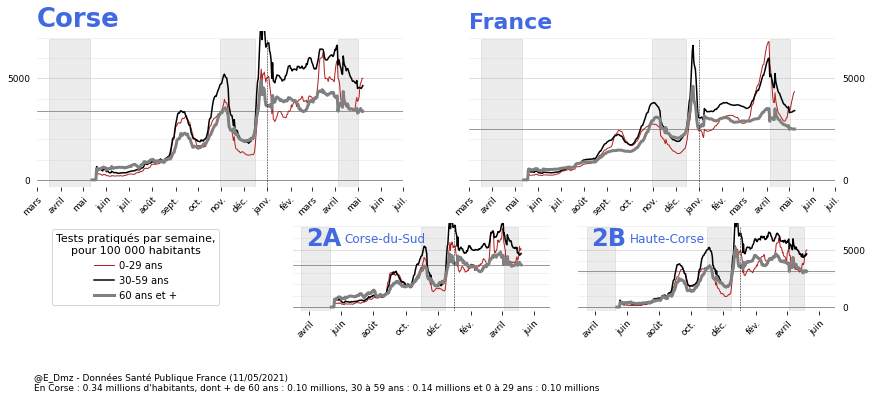 Corse
France
5000
0
mars avril mai juin juil. août sept. oct. nov. déc. janv. fév. mars avril mai juin juil.
5000
0
mars avril mai juin juil. août sept. oct. nov. déc. janv. fév. mars avril mai juin juil.
Tests pratiqués par semaine,
pour 100 000 habitants
0-29 ans
30-59 ans
60 ans et +
2A Corse-du-Sud
avril juin août oct. déc. fév. avril juin
2B Haute-Corse
5000
0
avril juin août oct. déc. fév. avril juin
@E_Dmz - Données Santé Publique France (11/05/2021)
En Corse : 0.34 millions d'habitants, dont + de 60 ans : 0.10 millions, 30 à 59 ans : 0.14 millions et 0 à 29 ans : 0.10 millions